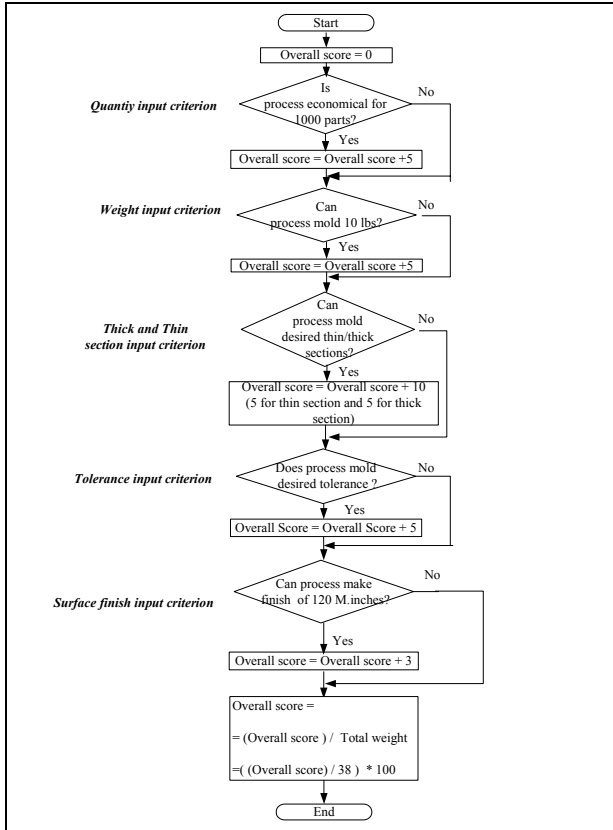 Start
Overall score = 0
Quantiy input criterion
Is
process economical for
1000 parts?
No
Yes
Overall score = Overall score +5
Weight input criterion
Can
process mold 10 lbs?
No
Yes
Overall score = Overall score +5
Thick and Thin
section input criterion
Can
process mold
desired thin/thick
sections?
No
Yes
Overall score = Overall score + 10
(5 for thin section and 5 for thick
section)
Tolerance input criterion
Does process mold
desired tolerance ?
No
Yes
Overall Score = Overall Score + 5
Surface finish input criterion
Can process make
finish of 120 M.inches?
No
Yes
Overall score = Overall score + 3
Overall score =
= (Overall score ) / Total weight
=( (Overall score) / 38 ) * 100
End